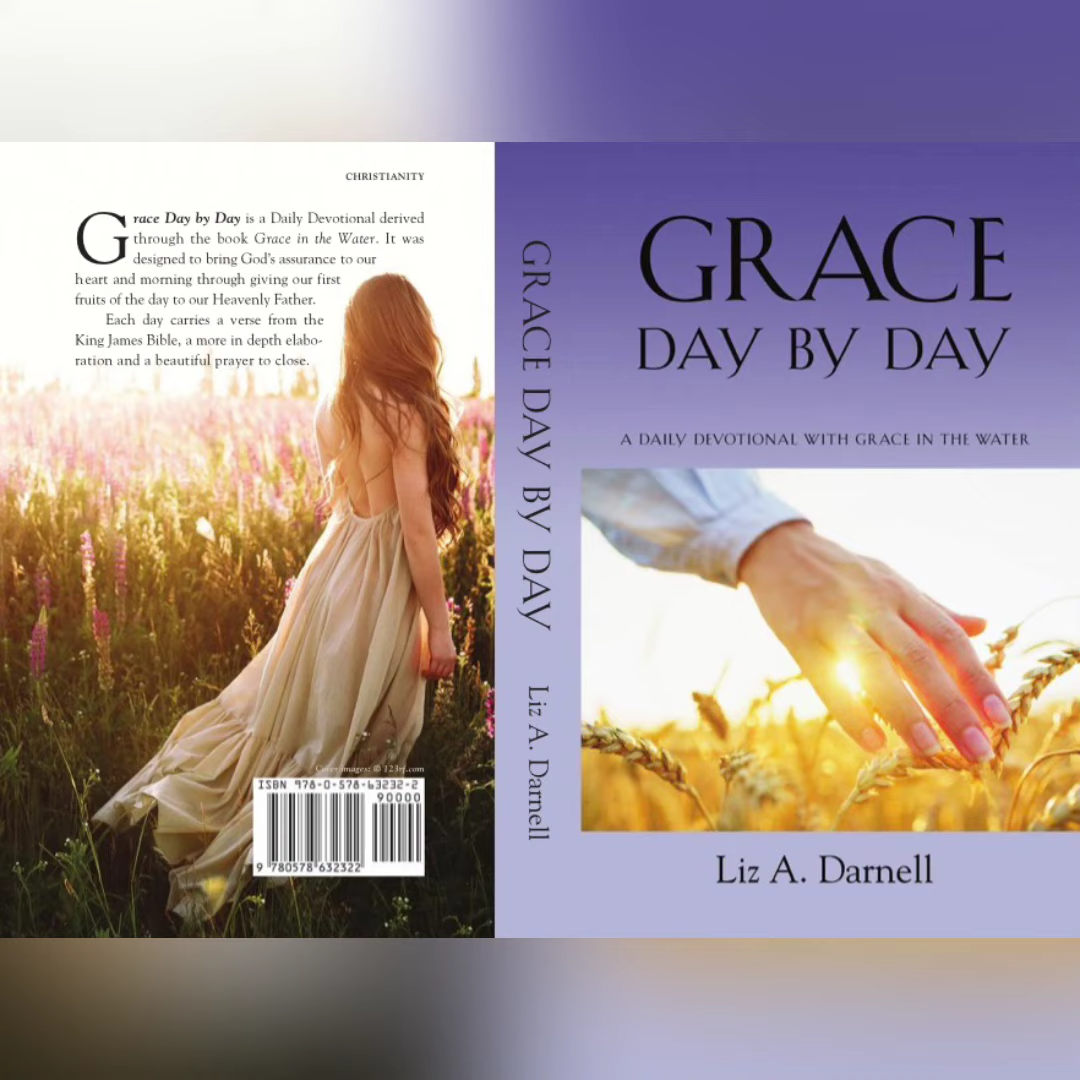 CHRISTIANITY
Grace Day by Day is a Daily Devotional derived
through the book Grace in the Water. It was
designed to bring God's assurance to our
heart and morning through giving our first
fruits of the day to our Heavenly Father.
Each day carries a verse from the
King James Bible, a more in depth elabo-
ration and a beautiful prayer to close.
Cover images: © 123rf.com
ISBN 978-0-578-63232-2
90000
9 780578 632322
GRACE DAY BY DAY Liz A. Darnell
GRACE
DAY BY DAY
A DAILY DEVOTIONAL WITH GRACE IN THE WATER
Liz A. Darnell